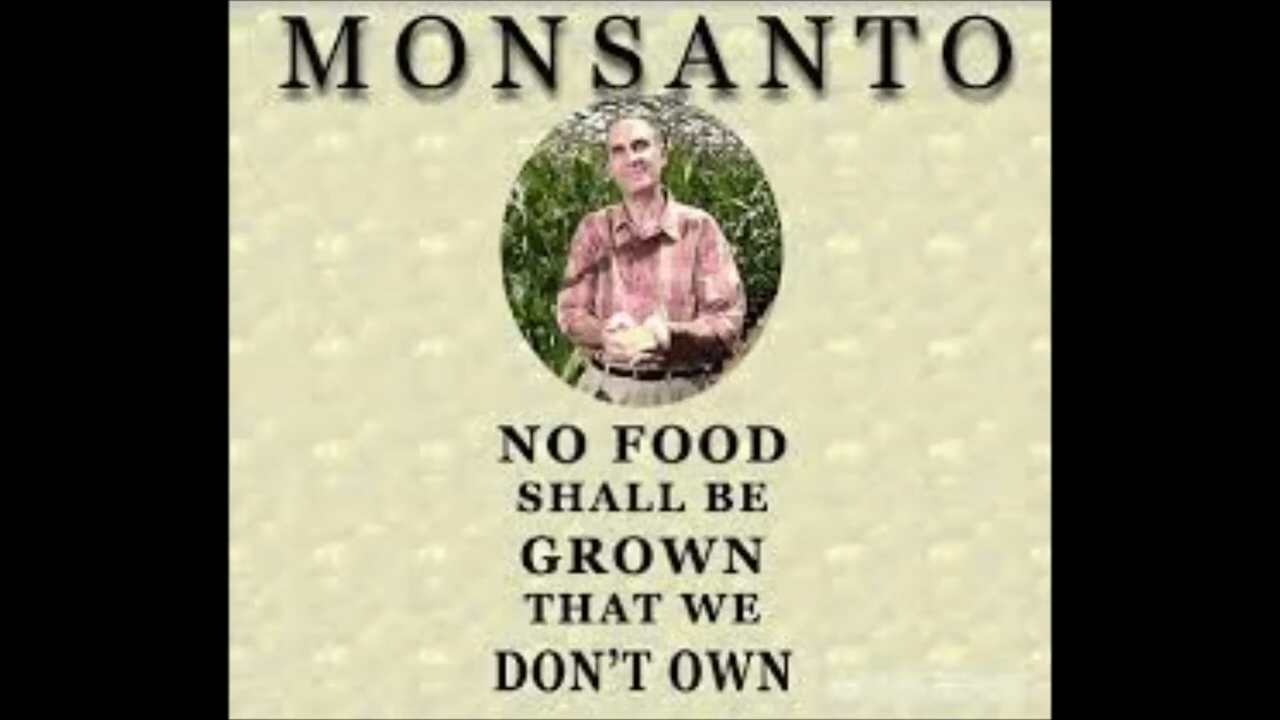 MONSANTO
NO FOOD
SHALL BE
GROWN
THAT WE
DON'T OWN